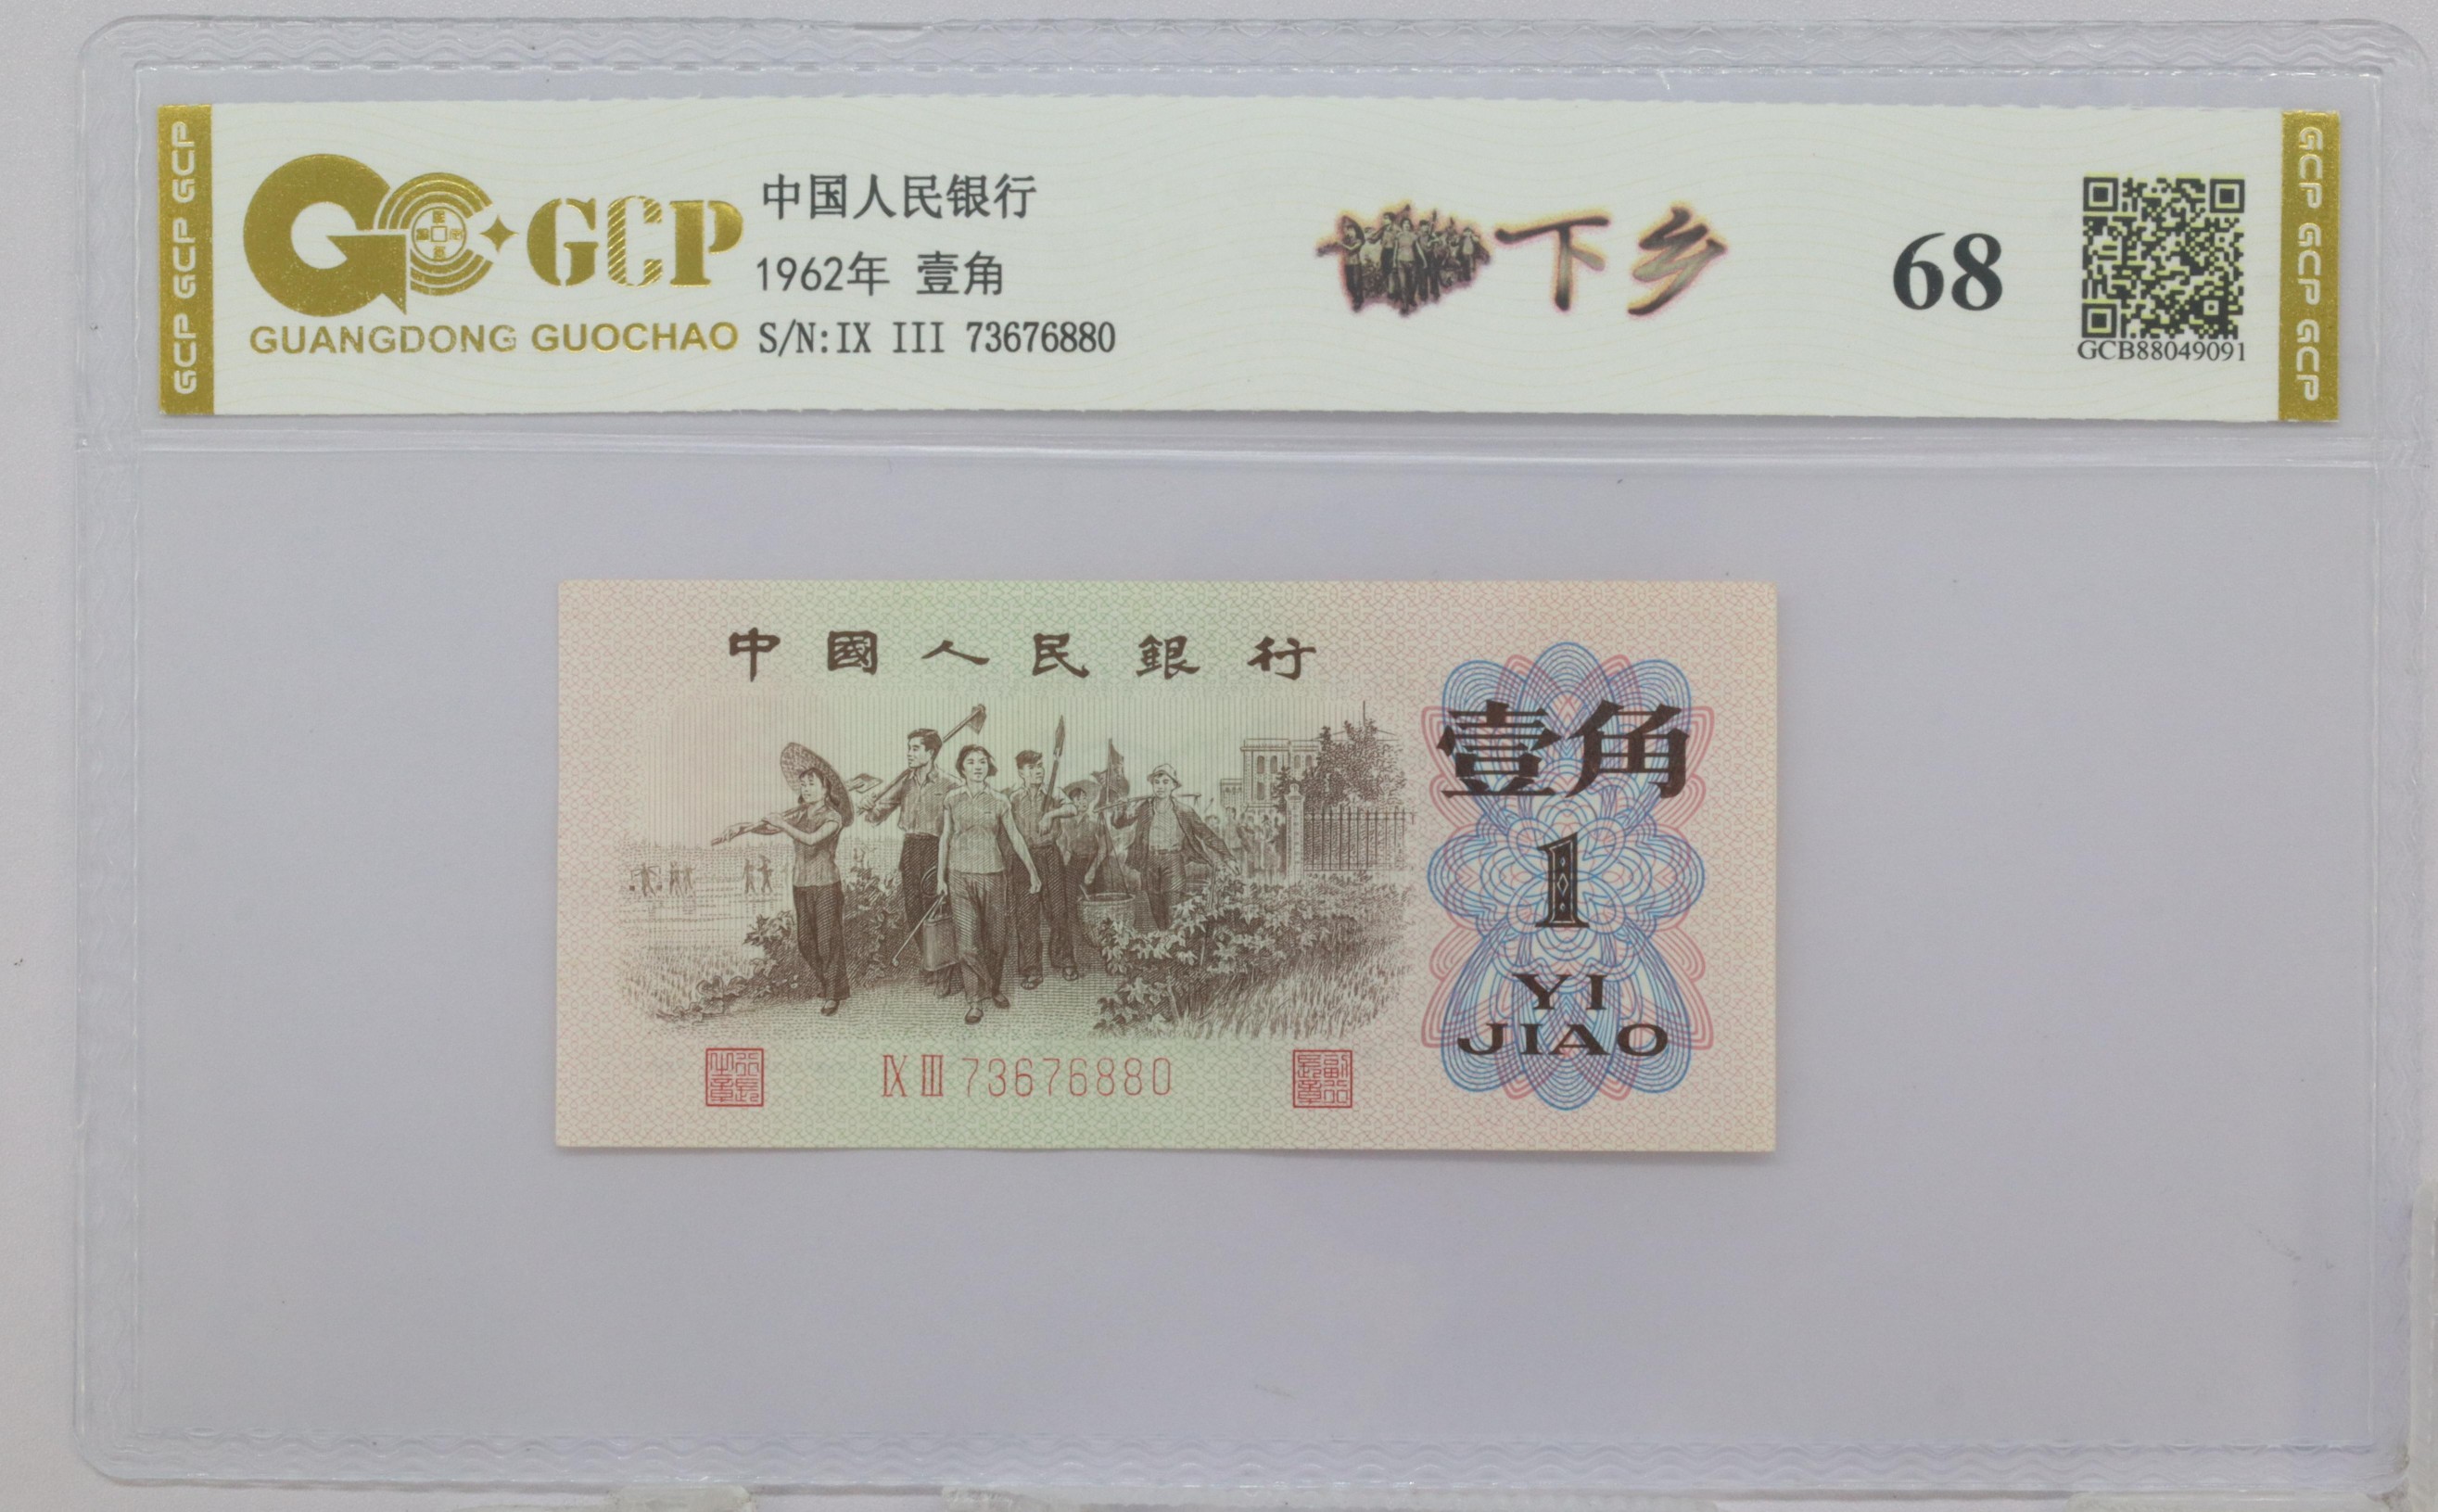 GCP GCP GCP
GCP
GUANGDONG GUOCHAO
中国人民银行
1962年 壹角
S/N:IX III 73676880
下乡
68
GCB88049091
GCP GCP GCP
中國人民銀行
壹角
1
YI
JIAO
IX III 73676880